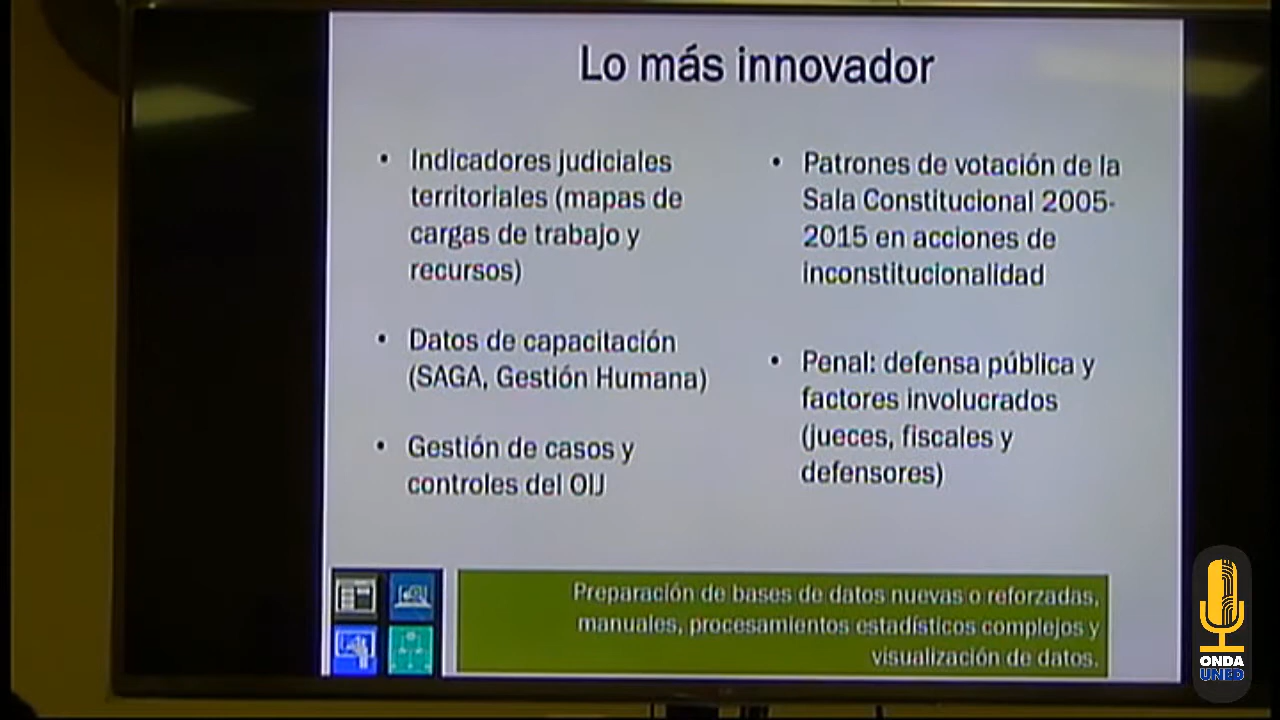 Lo más innovador
• Indicadores judiciales
territoriales (mapas de
cargas de trabajo y
recursos)
• Datos de capacitación
(SAGA, Gestión Humana)
• Gestión de casos y
controles del OIJ
• Patrones de votación de la
Sala Constitucional 2005-
2015 en acciones de
inconstitucionalidad
• Penal: defensa pública y
factores involucrados
(jueces, fiscales y
defensores)
Preparación de bases de datos nuevas o reforzadas,
manuales, procesamientos estadísticos complejos y
visualización de datos.
ONDA
UNED